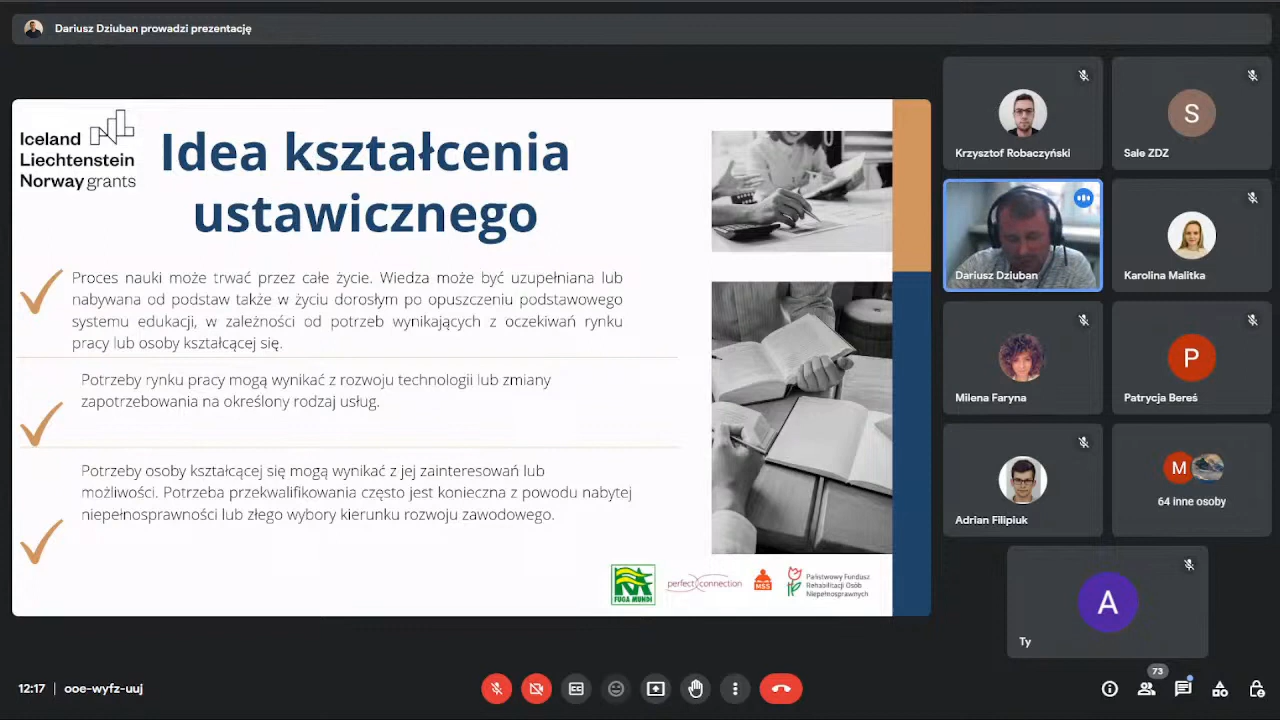 Dariusz Dziuban prowadzi prezentację
Iceland
Liechtenstein
Norway grants
Idea kształcenia
ustawicznego
Proces nauki może trwać przez całe życie. Wiedza może być uzupełniana lub
nabywana od podstaw także w życiu dorosłym po opuszczeniu podstawowego
systemu edukacji, w zależności od potrzeb wynikających z oczekiwań rynku
pracy lub osoby kształcącej się.
Potrzeby rynku pracy mogą wynikać z rozwoju technologii lub zmiany
zapotrzebowania na określony rodzaj usług.
Potrzeby osoby kształcącej się mogą wynikać z jej zainteresowań lub
możliwości. Potrzeba przekwalifikowania często jest konieczna z powodu nabytej
niepełnosprawności lub złego wybory kierunku rozwoju zawodowego.
FUGA MUNDI
perfect connection
MSS
Państwowy Fundusz
Rehabilitacji Osób
Niepełnosprawnych
Krzysztof Robaczyński
S
Sale ZDZ
Dariusz Dziuban
Karolina Malitka
Milena Faryna
P
Patrycja Bereś
Adrian Filipiuk
M
64 inne osoby
A
Ty
12:17 | ooe-wyfz-uuj
73